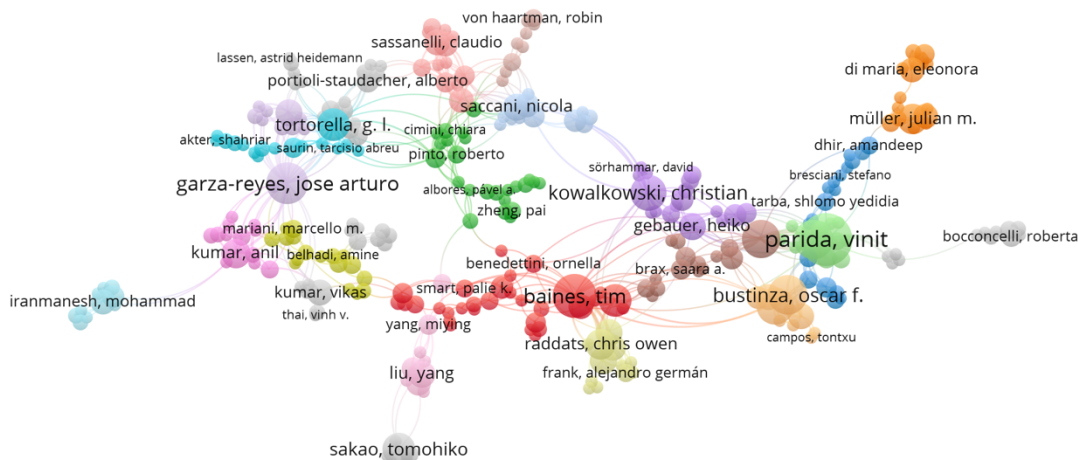 von haartman, robin
sassanelli, claudio
lassen, astrid heidemann
portioli-staudacher, alberto
di maria, eleonora
saccani, nicola
müller, julian m.
tortorella, g. l.
cimini, chiara
akter, shahriar
saurin, tarcisio abreu
pinto, roberto
dhir, amandeep
sörhammar, david
bresciani, stefano
garza-reyes, jose arturo
albores, pável a.
kowalkowski, christian
tarba, shlomo yedidia
zheng, pai
gebauer, heiko
mariani, marcello m.
parida, vinit
bocconcelli, roberta
kumar, anil
belhadi, amine
benedettini, ornella
brax, saara a.
iranmanesh, mohammad
kumar, vikas
smart, palie k.
baines, tim
bustinza, oscar f.
thai, vinh v.
yang, miying
campos, tontxu
raddats, chris owen
liu, yang
frank, alejandro germán
sakao, tomohiko